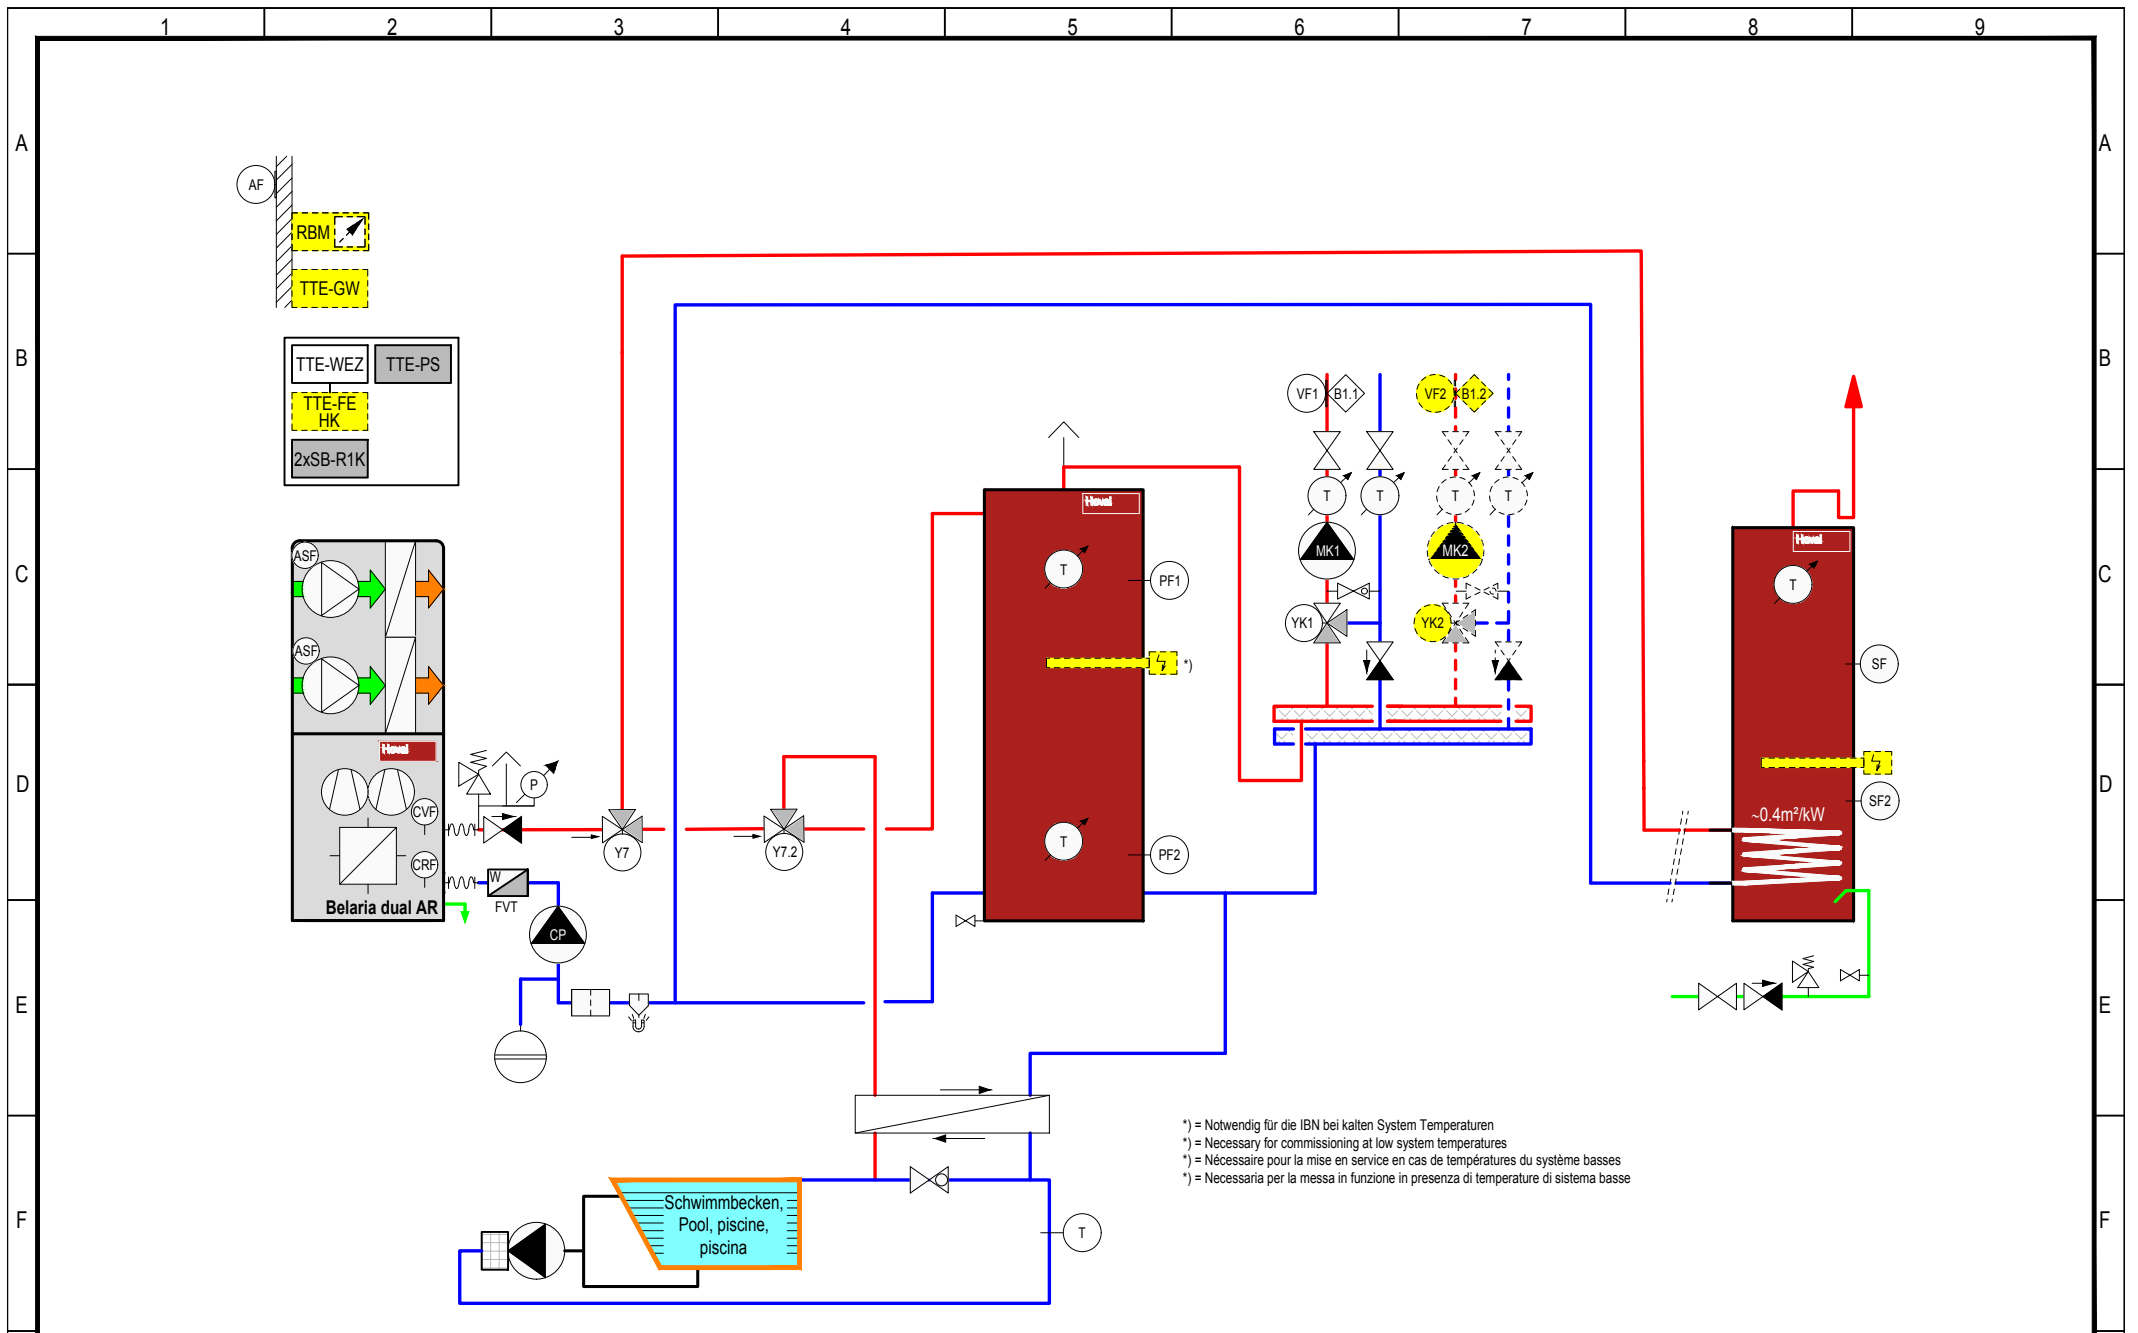 1 2 3 4 5 6 7 8 9
A A
AF
RBM
TTE-GW
B B
TTE-WEZ TTE-PS
TTE-FE
HK
2xSB-R1K
VF1 B1.1 VF2 B1.2
T T T T
Hoval
Hoval
MK1 MK2
ASF
C C
T PF1 T
YK1 YK2
ASF
*)
SF
Hoval
D D
P
CVF
SF2
~0.4m²/kW
Y7 Y7.2 T PF2
CRF
W
FVT
Belaria dual AR
CP
E E
*) = Notwendig für die IBN bei kalten System Temperaturen
*) = Necessary for commissioning at low system temperatures
*) = Nécessaire pour la mise en service en cas de températures du système basses
*) = Necessaria per la messa in funzione in presenza di temperature di sistema basse
F F
Schwimmbecken,
Pool, piscine,
piscina
T